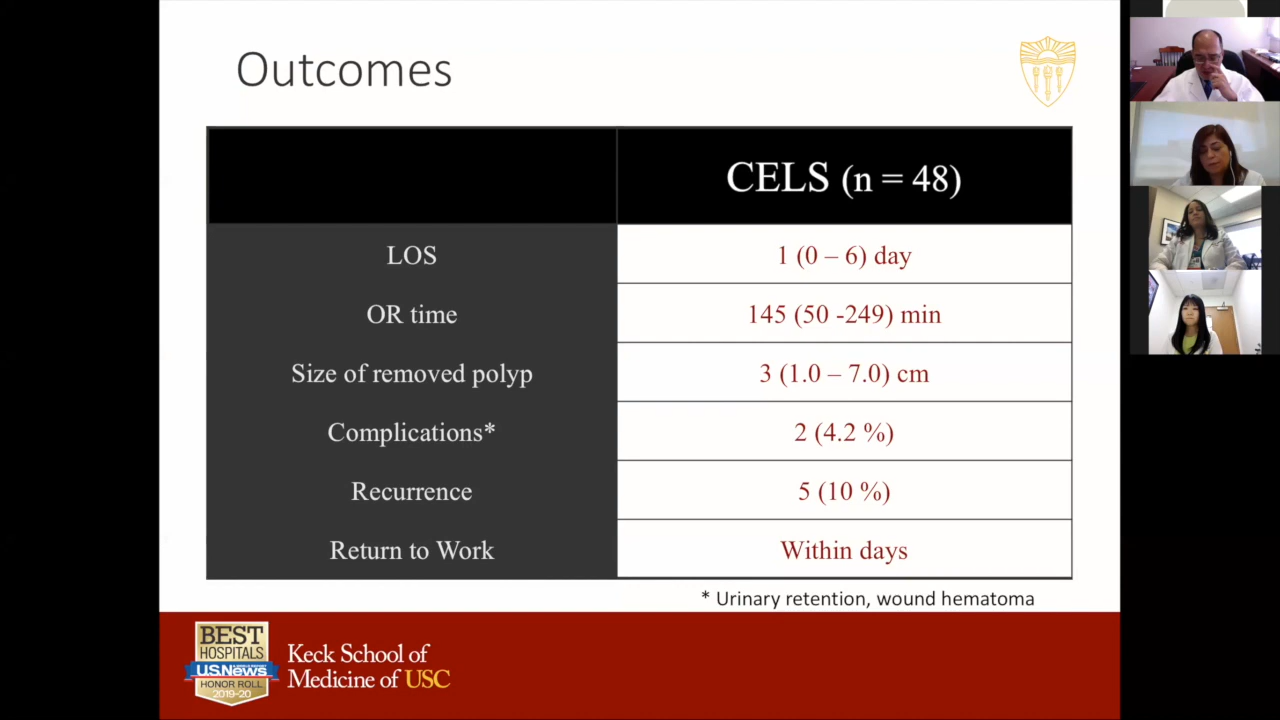 Outcomes
CELS (n = 48)
LOS
1 (0 – 6) day
OR time
145 (50 -249) min
Size of removed polyp
3 (1.0 – 7.0) cm
Complications*
2 (4.2 %)
Recurrence
5 (10 %)
Return to Work
Within days
* Urinary retention, wound hematoma
BEST
HOSPITALS
U.S.News
HONOR ROLL
2019-20
Keck School of
Medicine of USC